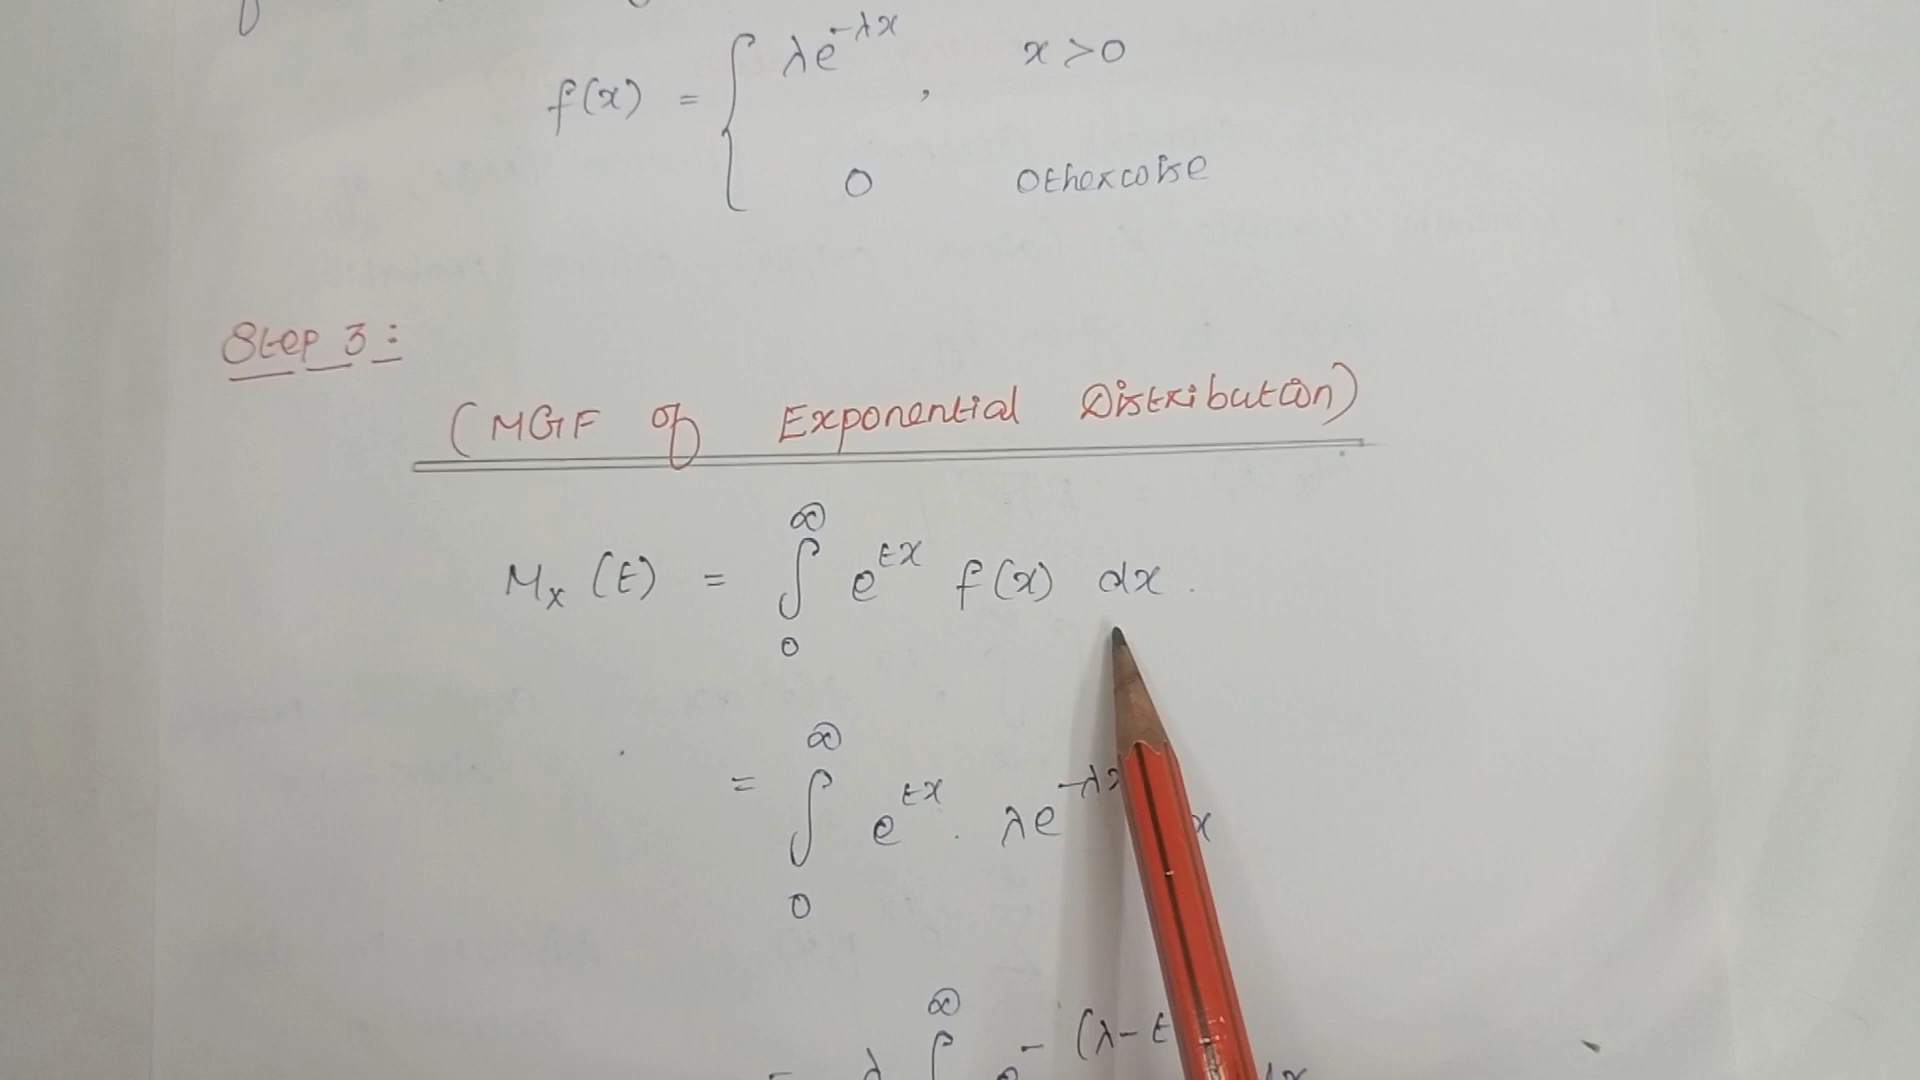 λe^{-λx} , x > 0
f(x) = {
0 otherwise
Step 3 :
(MGF of Exponential Distribution)
M_x (t) = ∫_0^∞ e^{tx} f(x) dx .
= ∫_0^∞ e^{tx} . λe^{-λx} x
= λ ∫^∞ e^{-(λ-t} dx